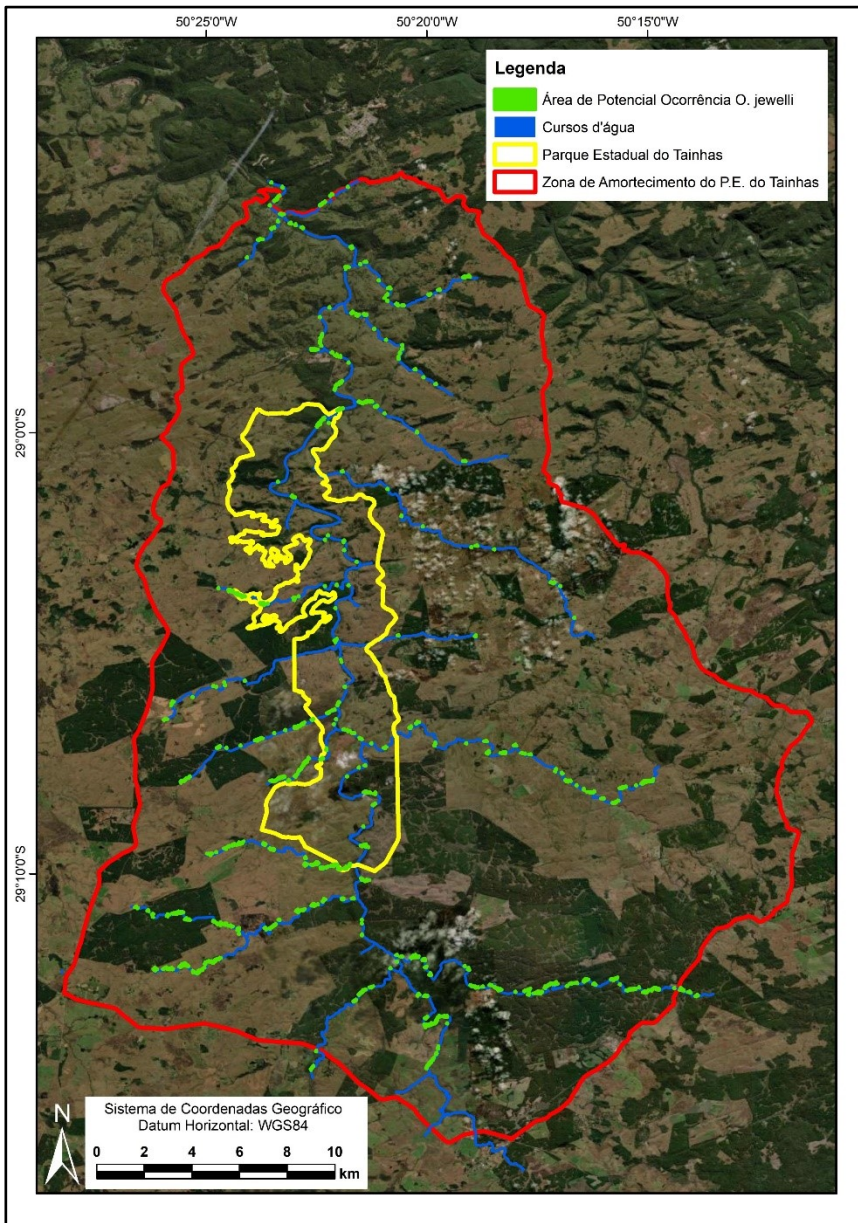 50°25'0"W 50°20'0"W 50°15'0"W
Legenda
Área de Potencial Ocorrência O. jewelli
Cursos d'água
Parque Estadual do Tainhas
Zona de Amortecimento do P.E. do Tainhas
29°0'0"S
29°10'0"S
N
Sistema de Coordenadas Geográfico
Datum Horizontal: WGS84
0 2 4 6 8 10
km